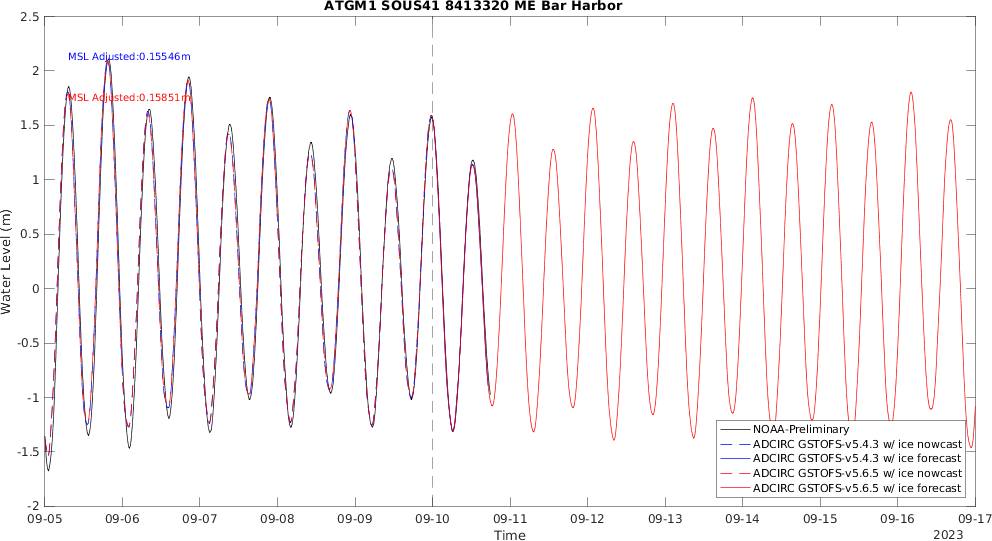 ATGM1 SOUS41 8413320 ME Bar Harbor
2.5
2
1.5
1
0.5
0
-0.5
-1
-1.5
-2
Water Level (m)
MSL Adjusted:0.15546m
MSL Adjusted:0.15851m
NOAA-Preliminary
ADCIRC GSTOFS-v5.4.3 w/ ice nowcast
ADCIRC GSTOFS-v5.4.3 w/ ice forecast
ADCIRC GSTOFS-v5.6.5 w/ ice nowcast
ADCIRC GSTOFS-v5.6.5 w/ ice forecast
09-05 09-06 09-07 09-08 09-09 09-10 09-11 09-12 09-13 09-14 09-15 09-16 09-17
Time
2023